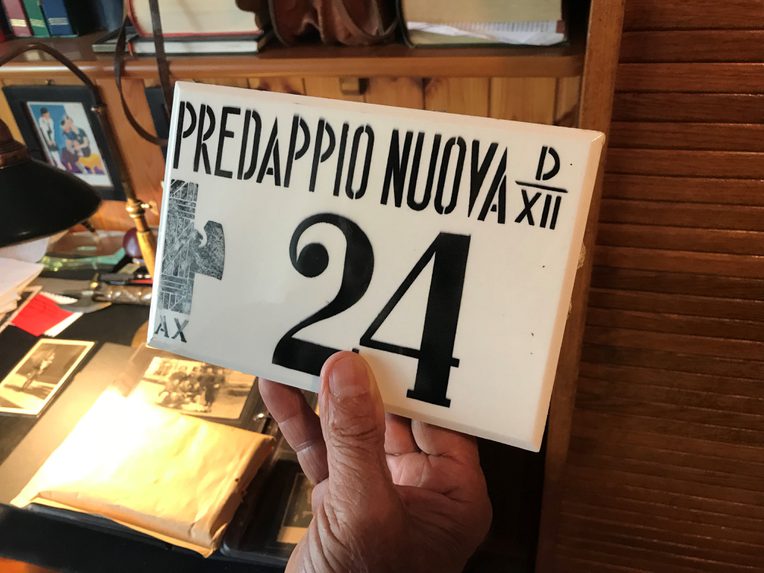 PREDAPPIO NUOVA D/XII
24
AX